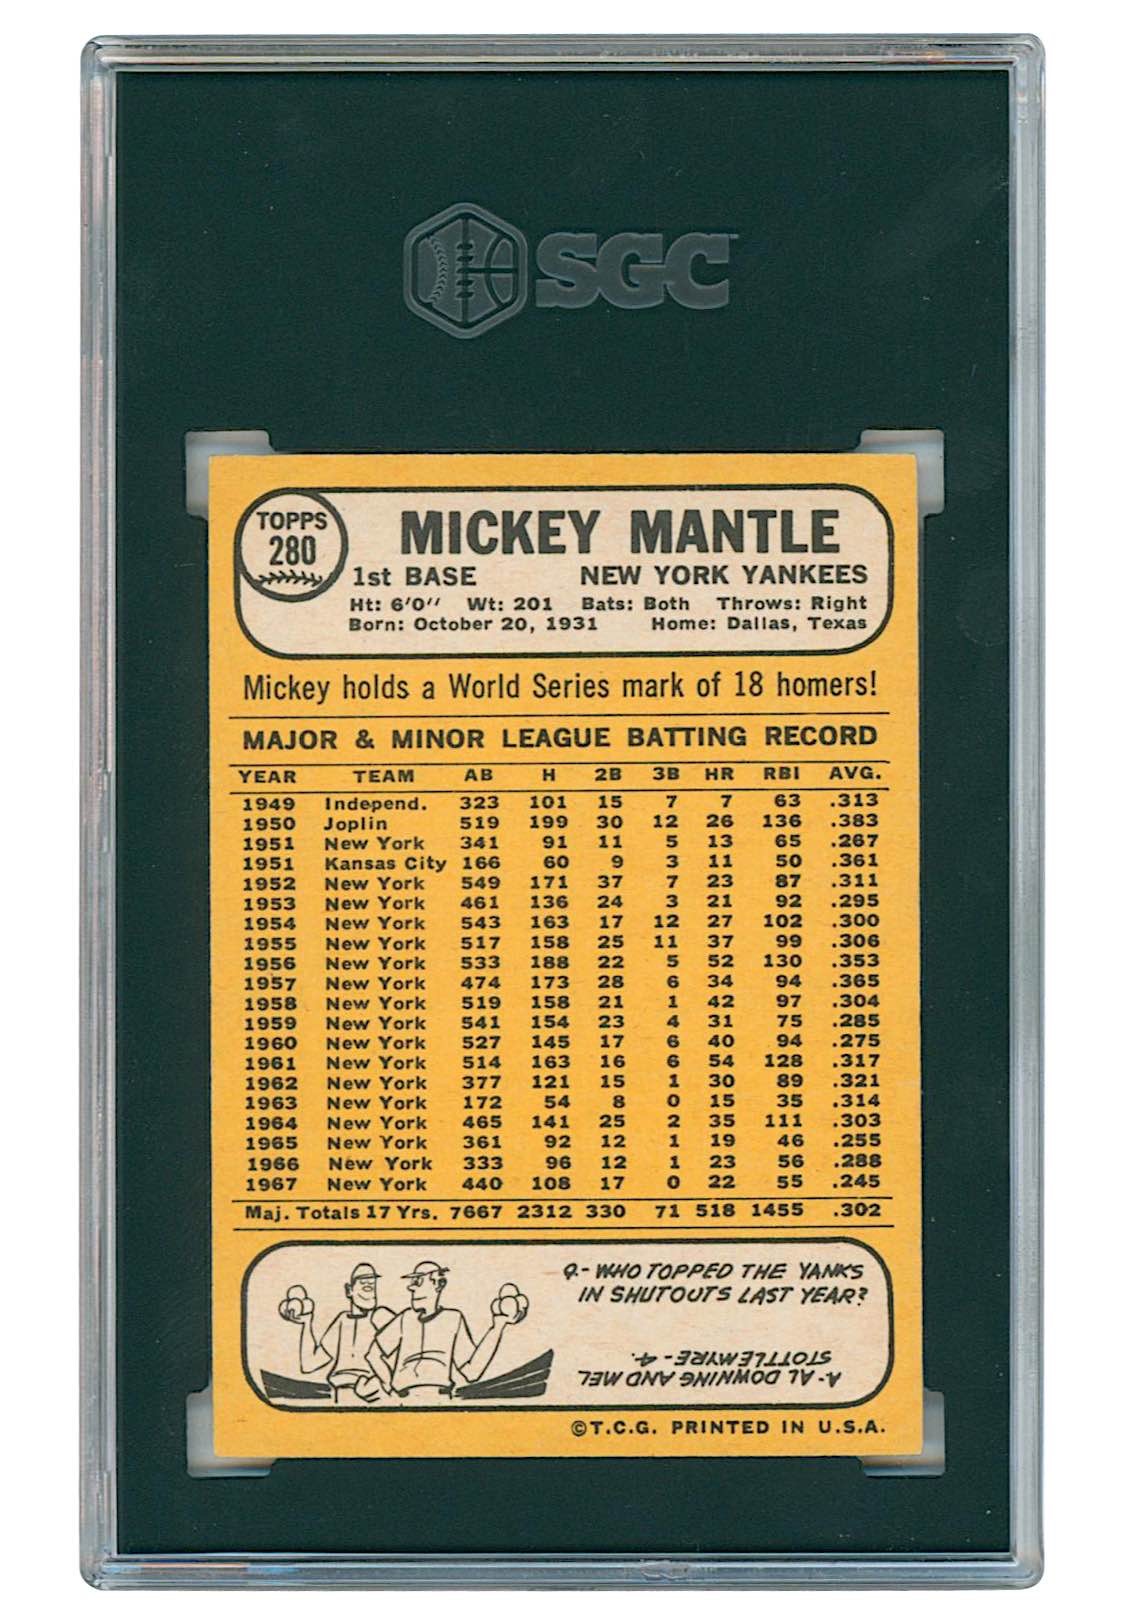 SGC
TOPPS
280
MICKEY MANTLE
1st BASE NEW YORK YANKEES
Ht: 6'0" Wt: 201 Bats: Both Throws: Right
Born: October 20, 1931 Home: Dallas, Texas
Mickey holds a World Series mark of 18 homers!
MAJOR & MINOR LEAGUE BATTING RECORD
YEAR TEAM AB H 2B 3B HR RBI AVG.
1949 Independ. 323 101 15 7 7 63 .313
1950 Joplin 519 199 30 12 26 136 .383
1951 New York 341 91 11 5 13 65 .267
1951 Kansas City 166 60 9 3 11 50 .361
1952 New York 549 171 37 7 23 87 .311
1953 New York 461 136 24 3 21 92 .295
1954 New York 543 163 17 12 27 102 .300
1955 New York 517 158 25 11 37 99 .306
1956 New York 533 188 22 5 52 130 .353
1957 New York 474 173 28 6 34 94 .365
1958 New York 519 158 21 1 42 97 .304
1959 New York 541 154 23 4 31 75 .285
1960 New York 527 145 17 6 40 94 .275
1961 New York 514 163 16 6 54 128 .317
1962 New York 377 121 15 1 30 89 .321
1963 New York 172 54 8 0 15 35 .314
1964 New York 465 141 25 2 35 111 .303
1965 New York 361 92 12 1 19 46 .255
1966 New York 333 96 12 1 23 56 .288
1967 New York 440 108 17 0 22 55 .245
Maj. Totals 17 Yrs. 7667 2312 330 71 518 1455 .302
Q.- WHO TOPPED THE YANKS
IN SHUTOUTS LAST YEAR?
A- AL DOWNING AND MEL
STOTTLEMYRE - 4.
©T.C.G. PRINTED IN U.S.A.